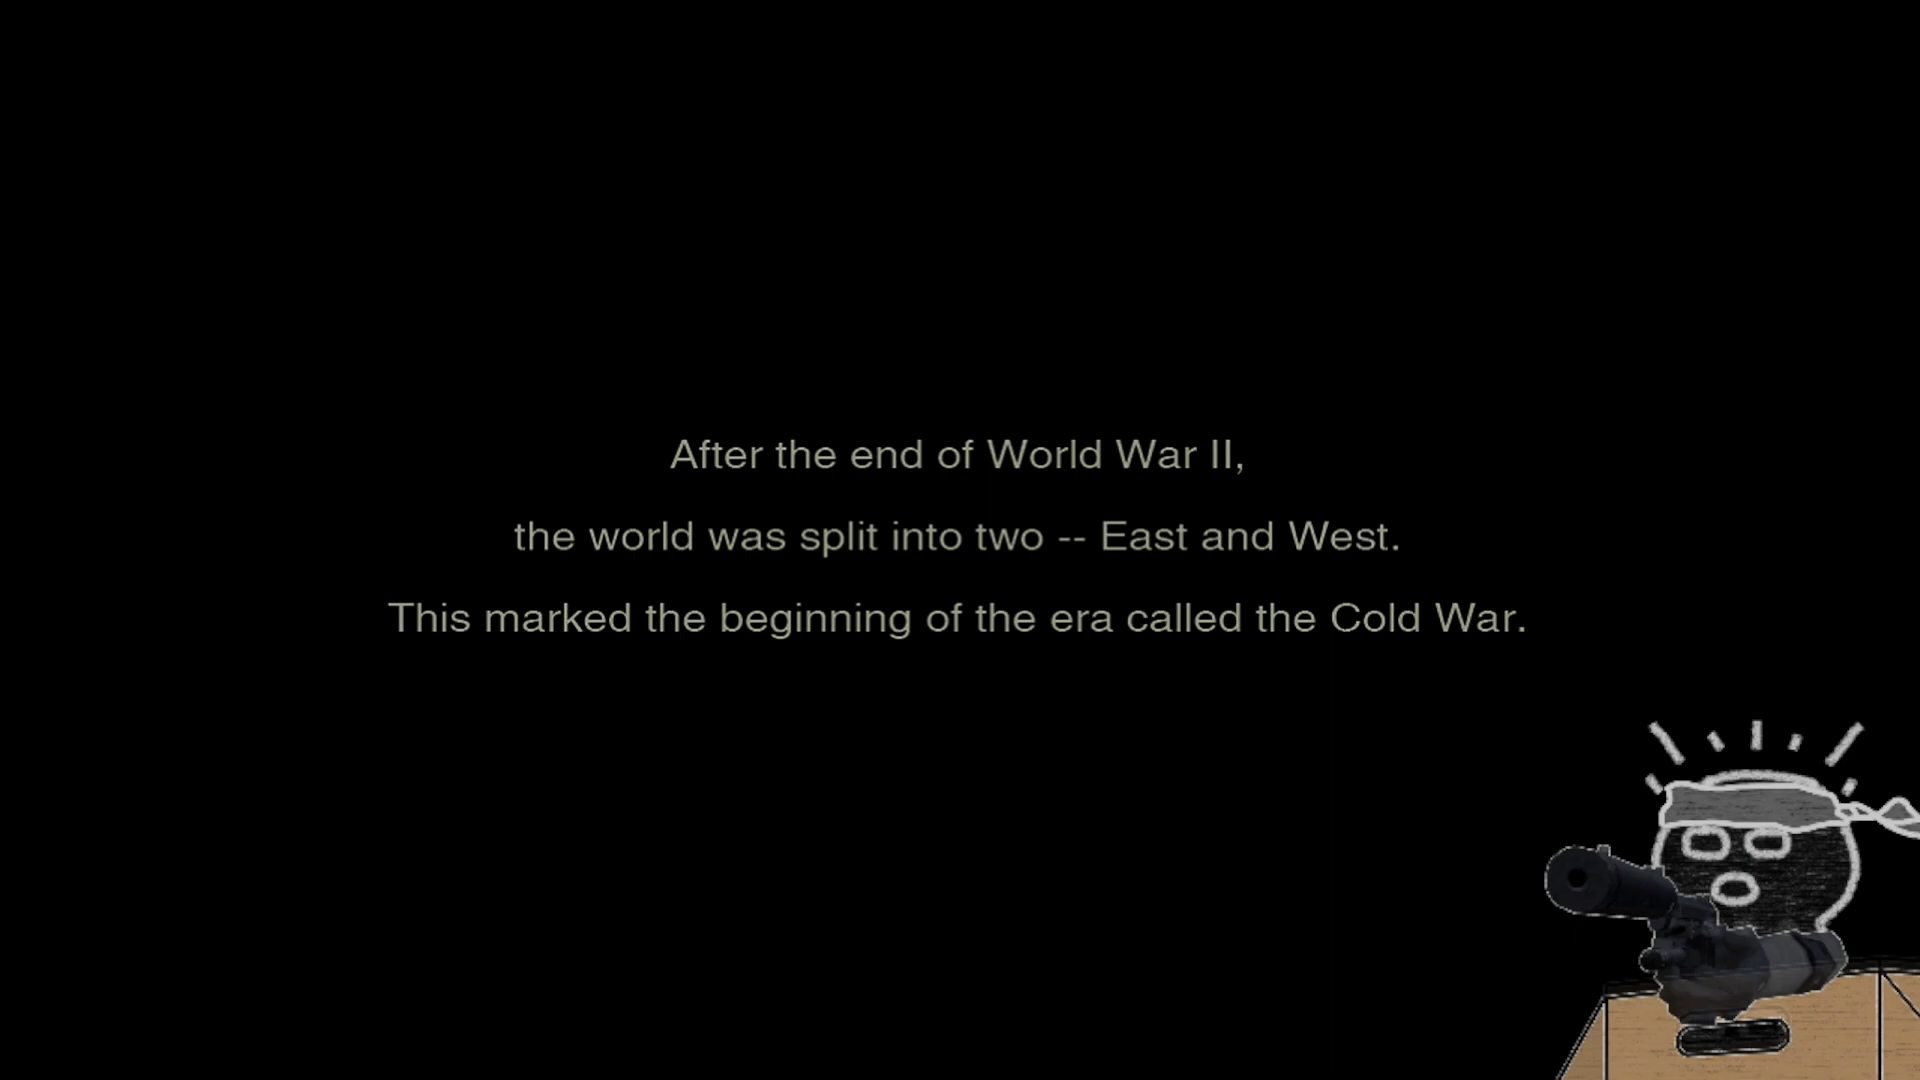 After the end of World War II,
the world was split into two -- East and West.
This marked the beginning of the era called the Cold War.